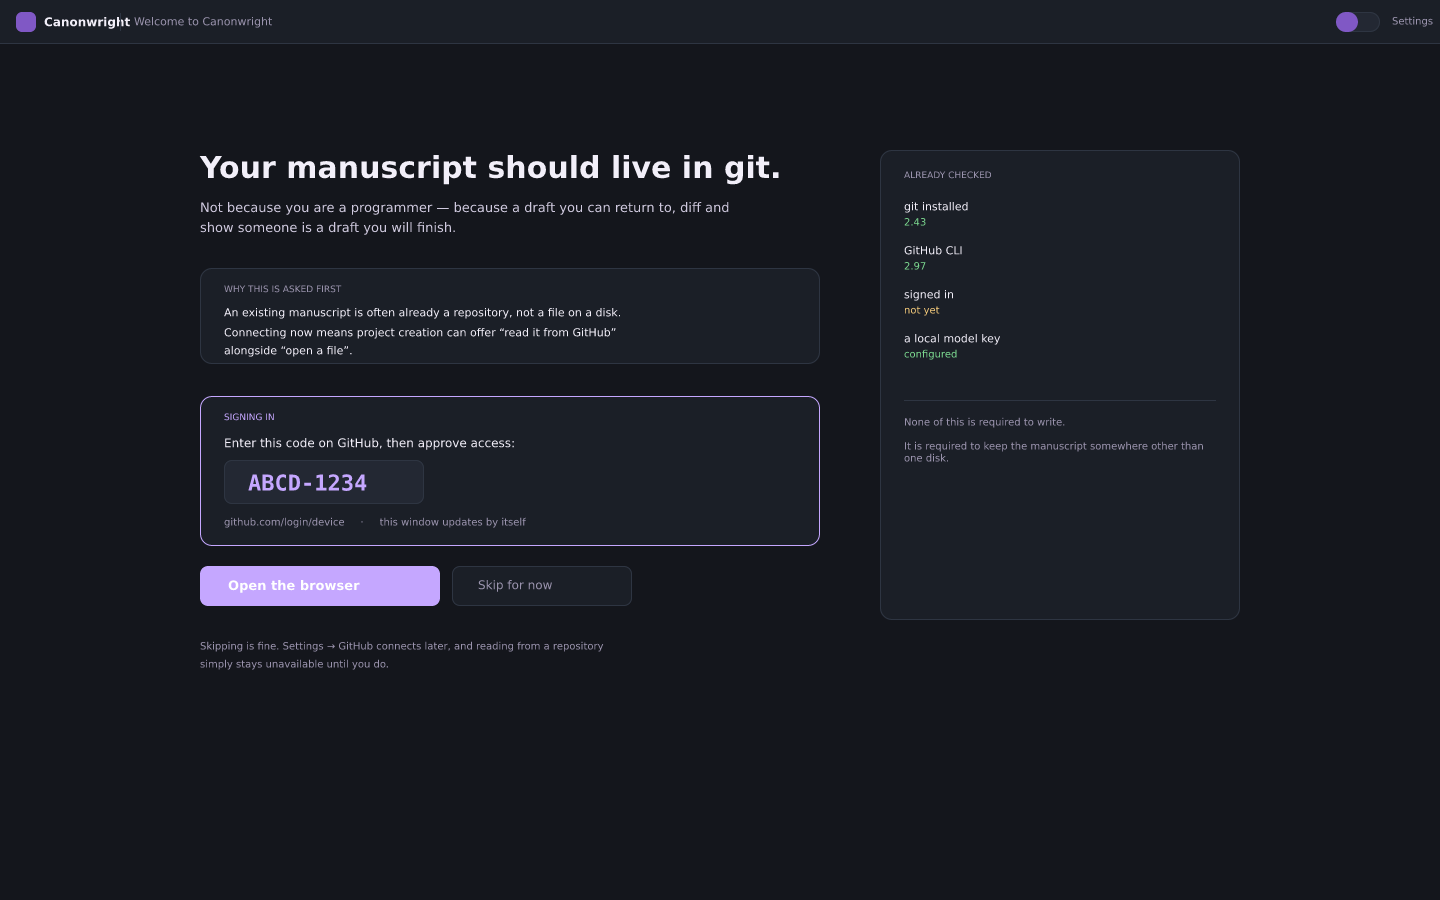 Canonwright Welcome to Canonwright
Settings
Your manuscript should live in git.
Not because you are a programmer — because a draft you can return to, diff and
show someone is a draft you will finish.
WHY THIS IS ASKED FIRST
An existing manuscript is often already a repository, not a file on a disk.
Connecting now means project creation can offer “read it from GitHub”
alongside “open a file”.
SIGNING IN
Enter this code on GitHub, then approve access:
ABCD-1234
github.com/login/device · this window updates by itself
Open the browser
Skip for now
Skipping is fine. Settings → GitHub connects later, and reading from a repository
simply stays unavailable until you do.
ALREADY CHECKED
git installed
2.43
GitHub CLI
2.97
signed in
not yet
a local model key
configured
None of this is required to write.
It is required to keep the manuscript somewhere other than
one disk.